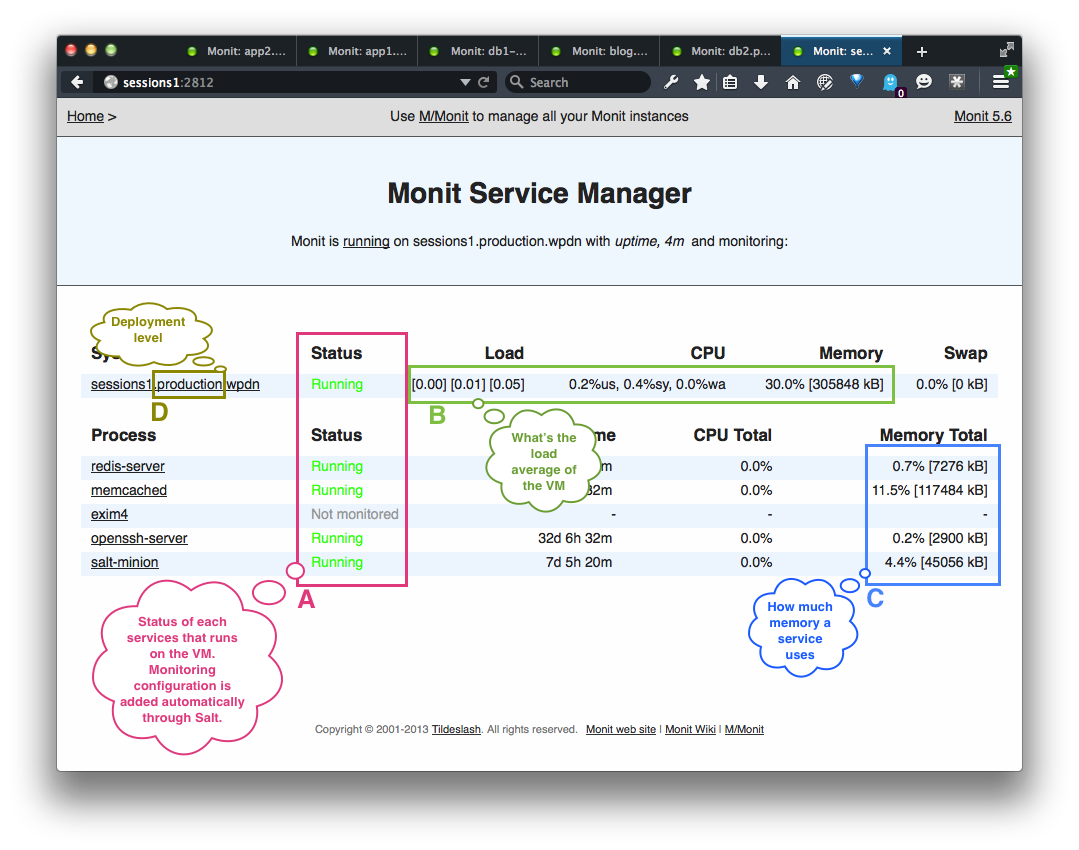 Monit: app2....
Monit: app1....
Monit: db1-...
Monit: blog....
Monit: db2.p...
Monit: se...
sessions1:2812
Search
0
Home >
Use M/Monit to manage all your Monit instances
Monit 5.6
Monit Service Manager
Monit is running on sessions1.production.wpdn with uptime, 4m and monitoring:
Deployment
level
Status Load CPU Memory Swap
sessions1.production.wpdn Running [0.00] [0.01] [0.05] 0.2%us, 0.4%sy, 0.0%wa 30.0% [305848 kB] 0.0% [0 kB]
D
B
What's the
load
average of
the VM
Process Status CPU Total Memory Total
redis-server Running 0.0% 0.7% [7276 kB]
memcached Running 0.0% 11.5% [117484 kB]
exim4 Not monitored - - -
openssh-server Running 32d 6h 32m 0.0% 0.2% [2900 kB]
salt-minion Running 7d 5h 20m 0.0% 4.4% [45056 kB]
A
C
Status of each
services that runs
on the VM.
Monitoring
configuration is
added automatically
through Salt.
How much
memory a
service
uses
Copyright © 2001-2013 Tildeslash. All rights reserved. Monit web site | Monit Wiki | M/Monit